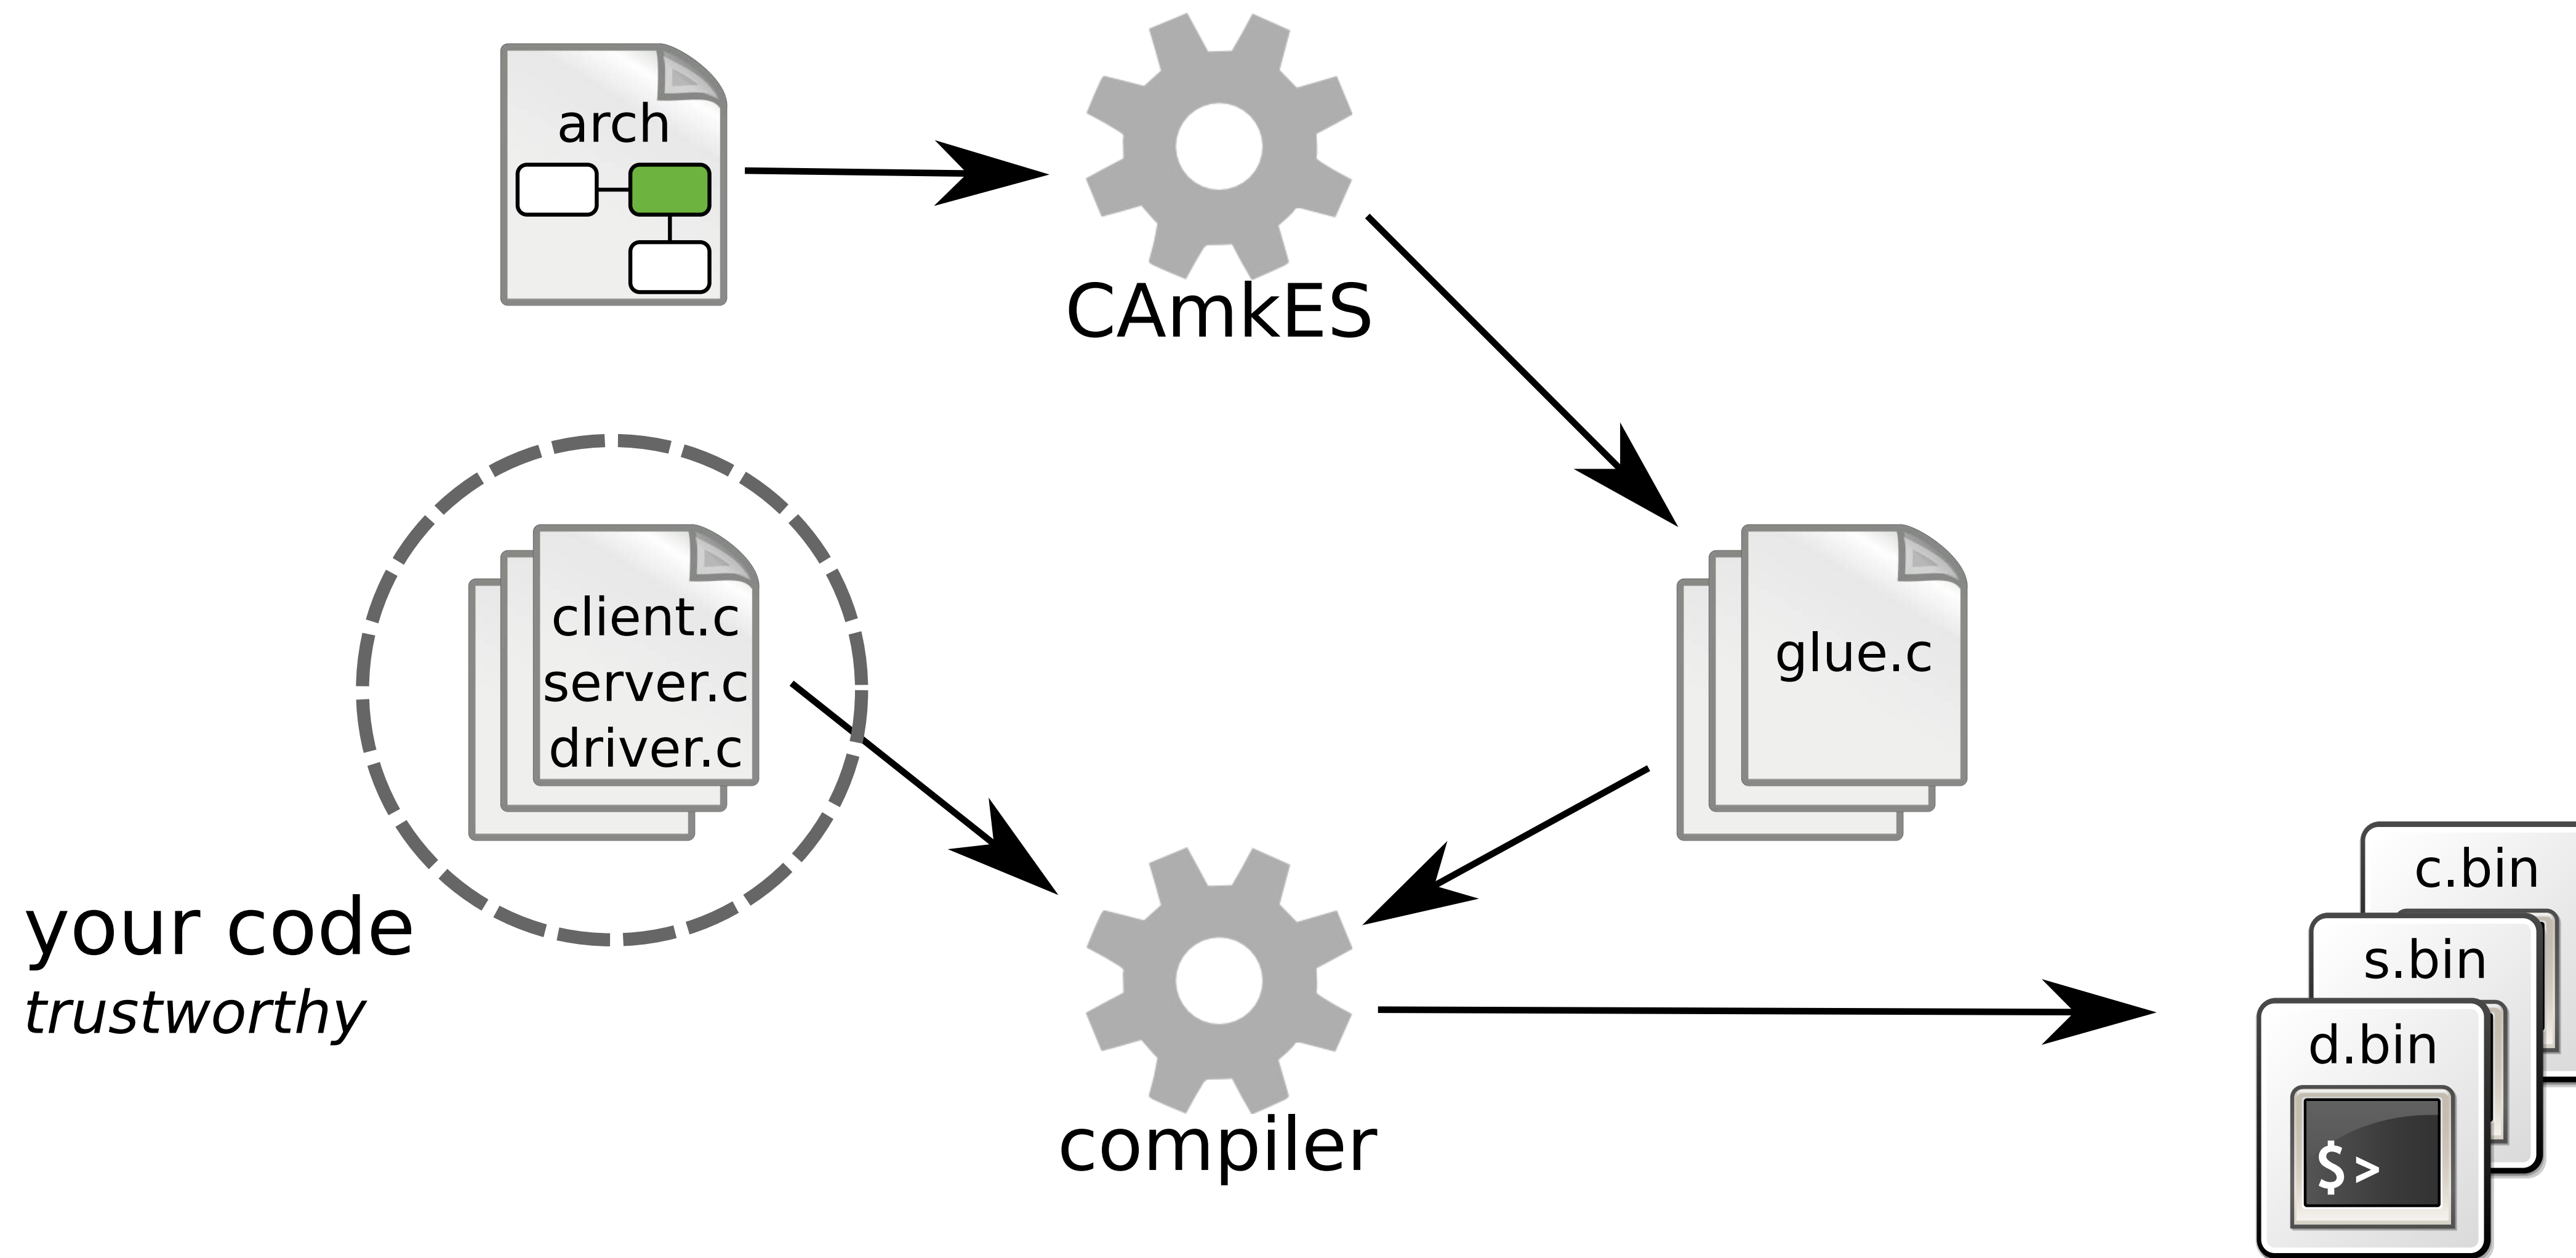 arch
CAmkES
client.c
server.c
driver.c
glue.c
your code
trustworthy
compiler
c.bin
s.bin
d.bin
$ >